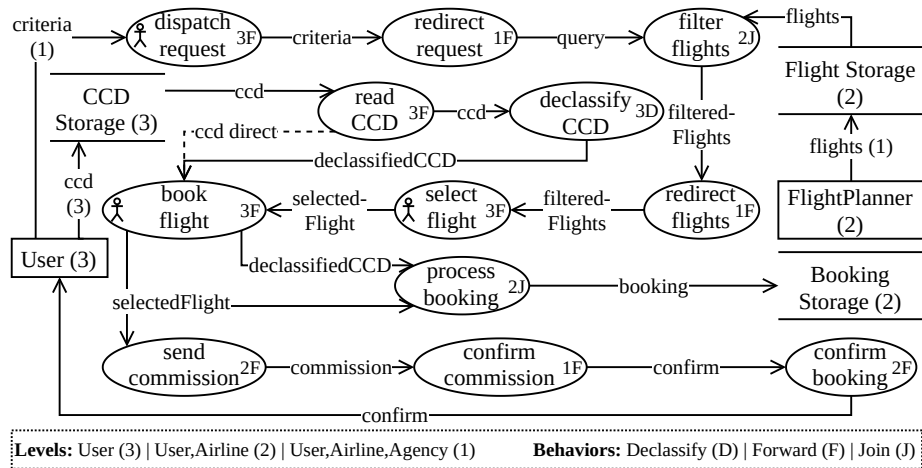 criteria
(1)
dispatch
request
3F
criteria
redirect
request
1F
query
filter
flights
2J
flights
CCD
Storage (3)
ccd
read
CCD
3F
ccd
declassify
CCD
3D
filtered-
Flights
Flight Storage
(2)
ccd direct
declassifiedCCD
flights (1)
ccd
(3)
book
flight
3F
selected-
Flight
select
flight
3F
filtered-
Flights
redirect
flights
1F
FlightPlanner
(2)
User (3)
declassifiedCCD
process
booking
2J
booking
Booking
Storage (2)
selectedFlight
send
commission
2F
commission
confirm
commission
1F
confirm
confirm
booking
2F
confirm
Levels: User (3) | User,Airline (2) | User,Airline,Agency (1)
Behaviors: Declassify (D) | Forward (F) | Join (J)